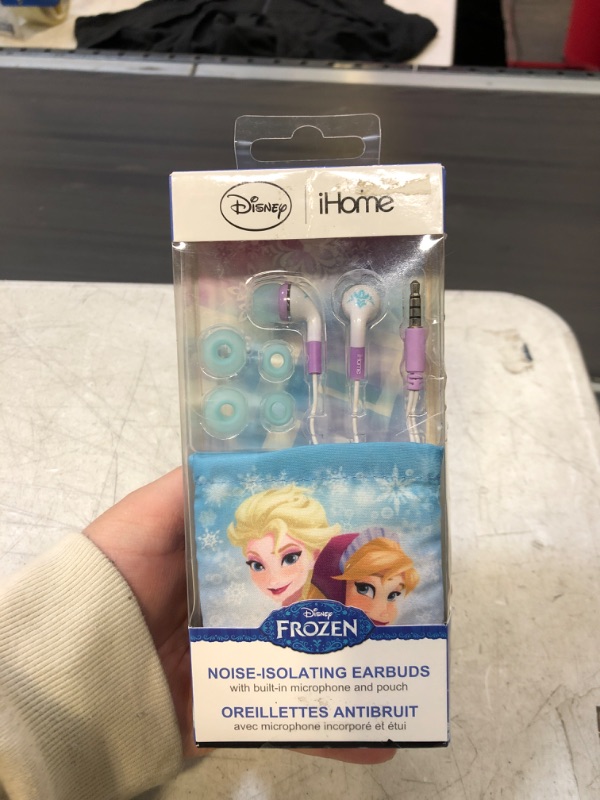 Disney | iHome
iHome
Disney
FROZEN
NOISE-ISOLATING EARBUDS
with built-in microphone and pouch
OREILLETTES ANTIBRUIT
avec microphone incorporé et étui